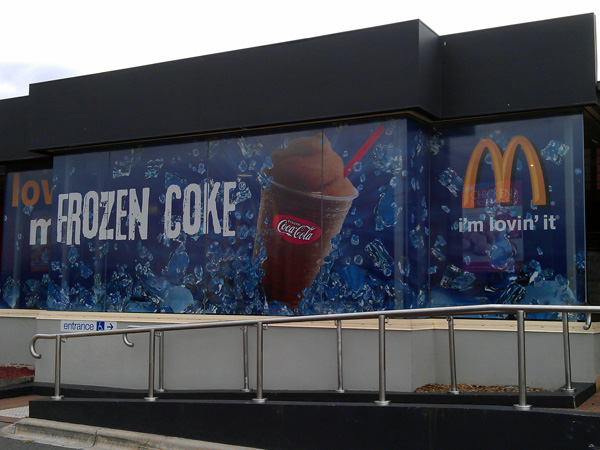 lov
m
FROZEN COKE
Coca-Cola
i'm lovin' it
entrance